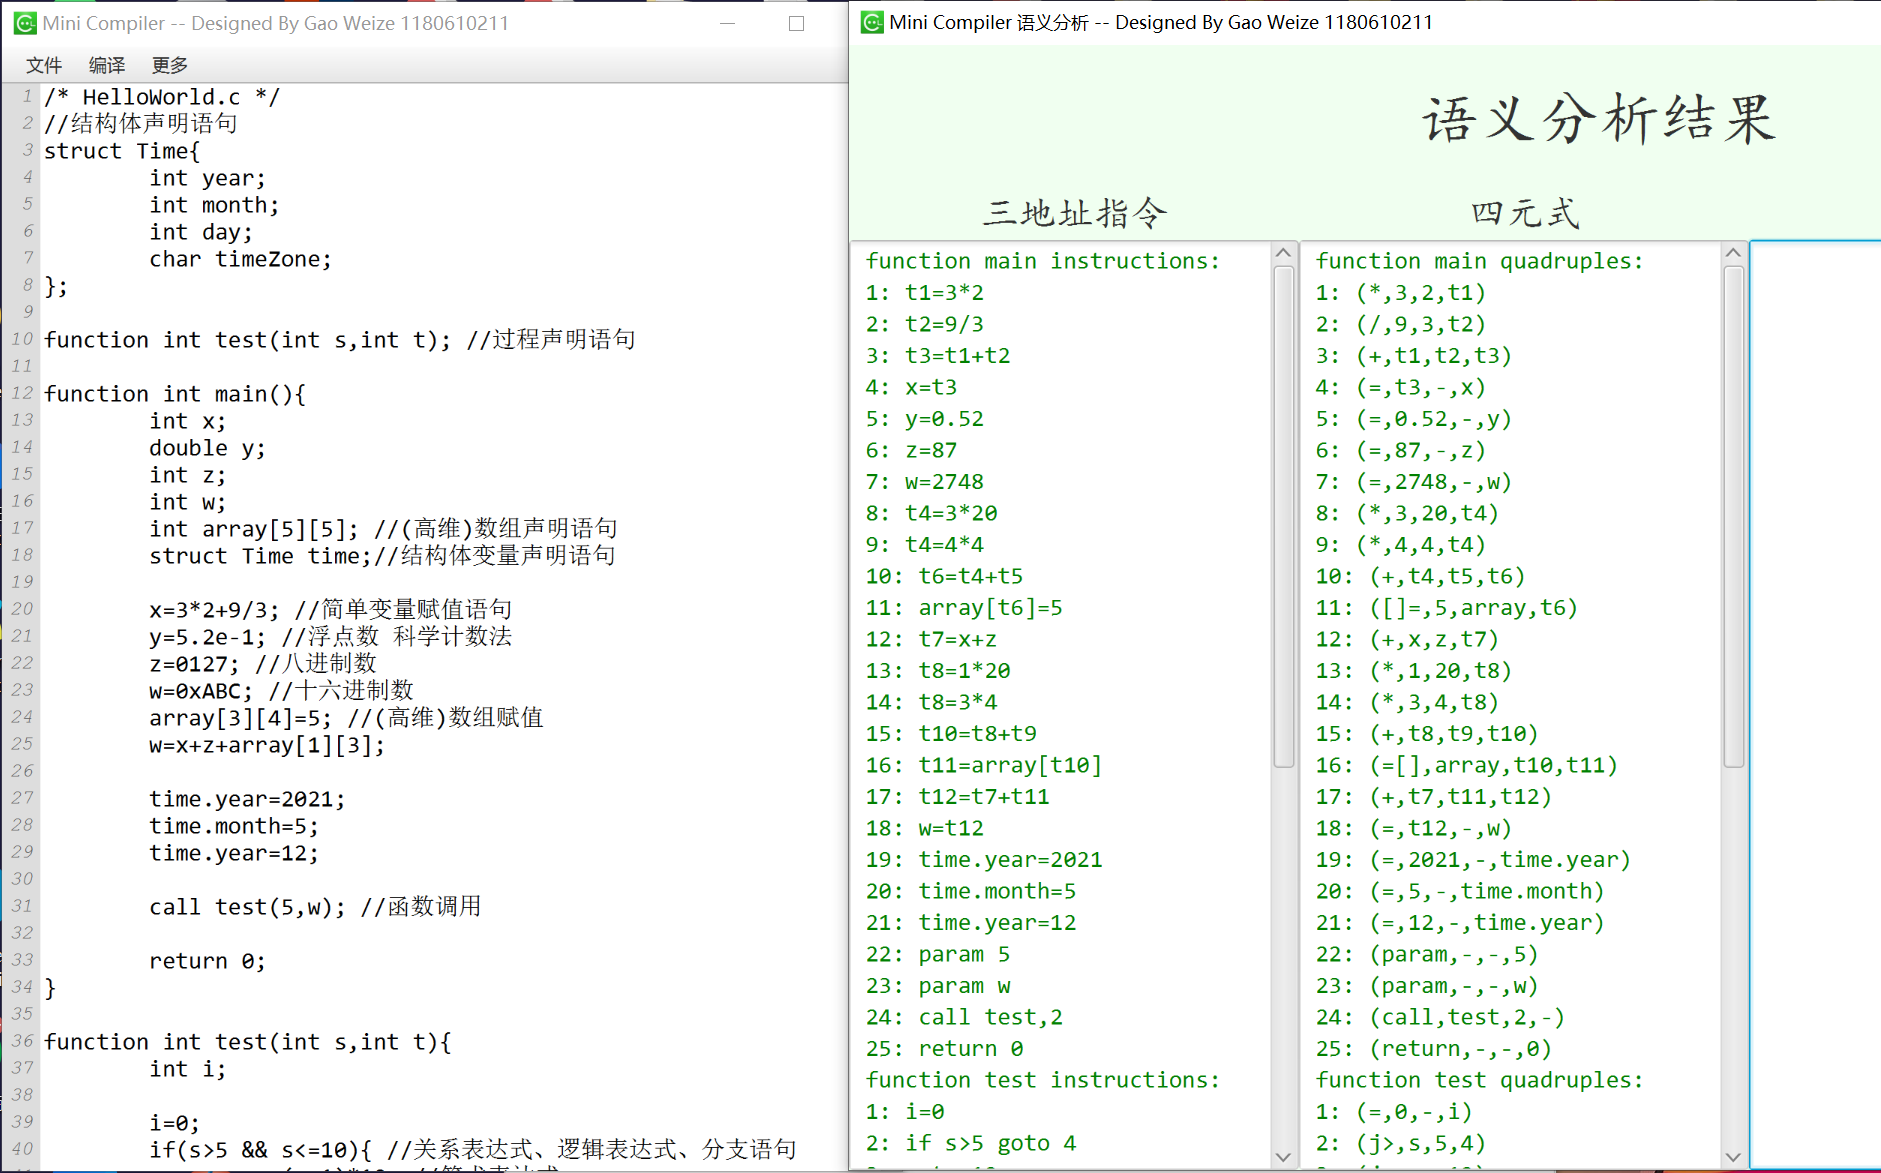 Mini Compiler -- Designed By Gao Weize 1180610211
文件 编译 更多
1 /* HelloWorld.c */
2 //结构体声明语句
3 struct Time{
4 int year;
5 int month;
6 int day;
7 char timeZone;
8 };
9
10 function int test(int s,int t); //过程声明语句
11
12 function int main(){
13 int x;
14 double y;
15 int z;
16 int w;
17 int array[5][5]; //(高维)数组声明语句
18 struct Time time;//结构体变量声明语句
19
20 x=3*2+9/3; //简单变量赋值语句
21 y=5.2e-1; //浮点数 科学计数法
22 z=0127; //八进制数
23 w=0xABC; //十六进制数
24 array[3][4]=5; //(高维)数组赋值
25 w=x+z+array[1][3];
26
27 time.year=2021;
28 time.month=5;
29 time.year=12;
30
31 call test(5,w); //函数调用
32
33 return 0;
34 }
35
36 function int test(int s,int t){
37 int i;
38
39 i=0;
40 if(s>5 && s<=10){ //关系表达式、逻辑表达式、分支语句
Mini Compiler 语义分析 -- Designed By Gao Weize 1180610211
语义分析结果
三地址指令
function main instructions:
1: t1=3*2
2: t2=9/3
3: t3=t1+t2
4: x=t3
5: y=0.52
6: z=87
7: w=2748
8: t4=3*20
9: t4=4*4
10: t6=t4+t5
11: array[t6]=5
12: t7=x+z
13: t8=1*20
14: t8=3*4
15: t10=t8+t9
16: t11=array[t10]
17: t12=t7+t11
18: w=t12
19: time.year=2021
20: time.month=5
21: time.year=12
22: param 5
23: param w
24: call test,2
25: return 0
function test instructions:
1: i=0
2: if s>5 goto 4
四元式
function main quadruples:
1: (*,3,2,t1)
2: (/,9,3,t2)
3: (+,t1,t2,t3)
4: (=,t3,-,x)
5: (=,0.52,-,y)
6: (=,87,-,z)
7: (=,2748,-,w)
8: (*,3,20,t4)
9: (*,4,4,t4)
10: (+,t4,t5,t6)
11: ([]=,5,array,t6)
12: (+,x,z,t7)
13: (*,1,20,t8)
14: (*,3,4,t8)
15: (+,t8,t9,t10)
16: (=[],array,t10,t11)
17: (+,t7,t11,t12)
18: (=,t12,-,w)
19: (=,2021,-,time.year)
20: (=,5,-,time.month)
21: (=,12,-,time.year)
22: (param,-,-,5)
23: (param,-,-,w)
24: (call,test,2,-)
25: (return,-,-,0)
function test quadruples:
1: (=,0,-,i)
2: (j>,s,5,4)